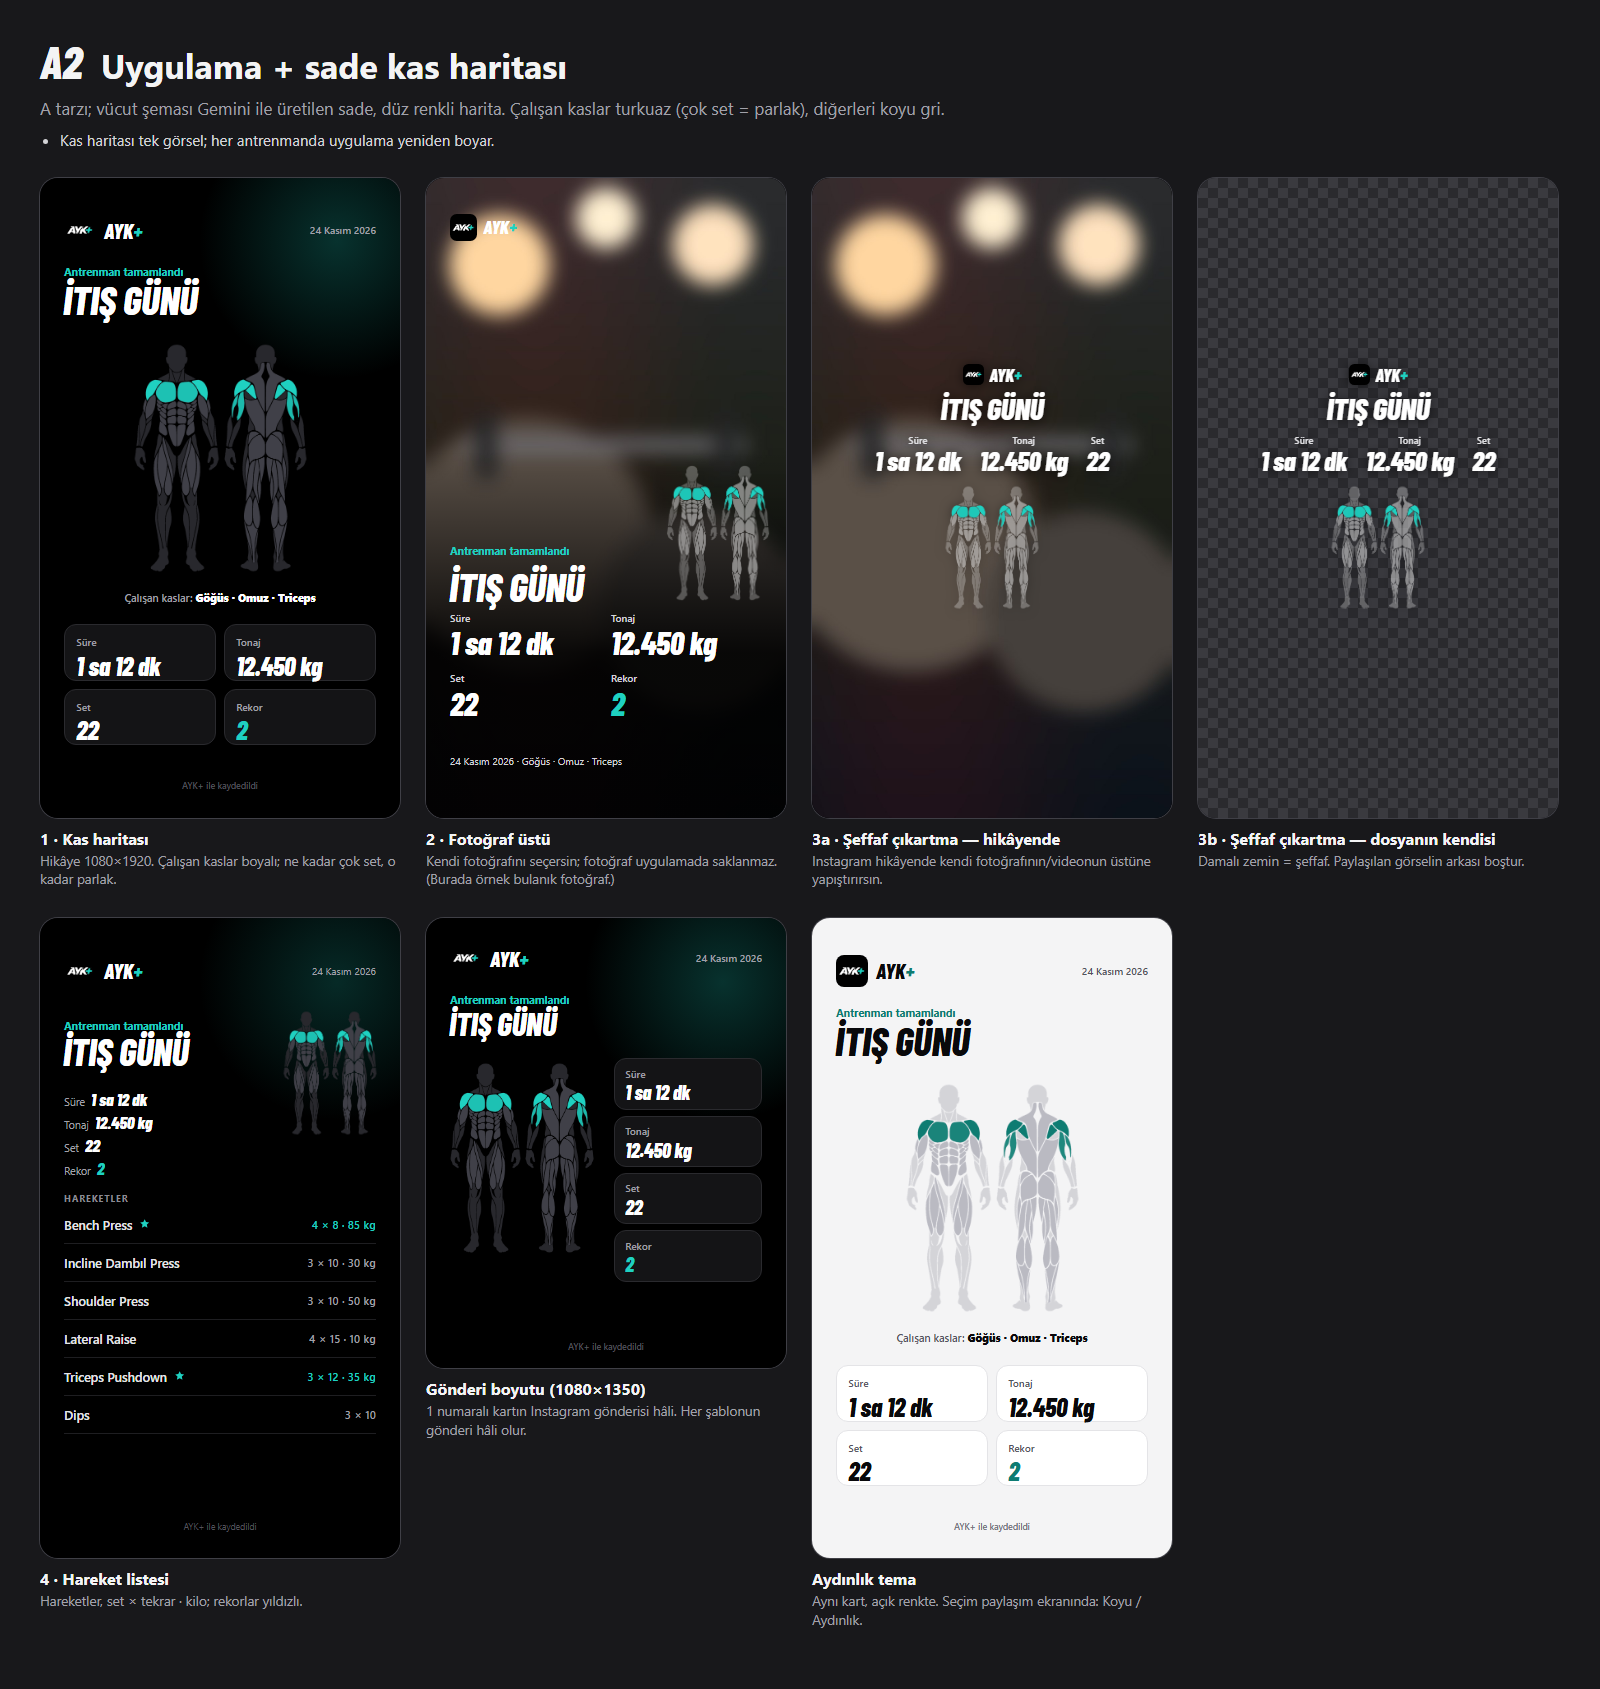 A2 Uygulama + sade kas haritası
A tarzı; vücut şeması Gemini ile üretilen sade, düz renkli harita. Çalışan kaslar turkuaz (çok set = parlak), diğerleri koyu gri.
• Kas haritası tek görsel; her antrenmanda uygulama yeniden boyar.
AYK+ AYK+
24 Kasım 2026
Antrenman tamamlandı
İTİŞ GÜNÜ
Çalışan kaslar: Göğüs · Omuz · Triceps
Süre
1 sa 12 dk
Tonaj
12.450 kg
Set
22
Rekor
2
AYK+ ile kaydedildi
1 · Kas haritası
Hikâye 1080×1920. Çalışan kaslar boyalı; ne kadar çok set, o
kadar parlak.
AYK+ AYK+
Antrenman tamamlandı
İTİŞ GÜNÜ
Süre
1 sa 12 dk
Tonaj
12.450 kg
Set
22
Rekor
2
24 Kasım 2026 · Göğüs · Omuz · Triceps
2 · Fotoğraf üstü
Kendi fotoğrafını seçersin; fotoğraf uygulamada saklanmaz.
(Burada örnek bulanık fotoğraf.)
AYK+ AYK+
İTİŞ GÜNÜ
Süre
1 sa 12 dk
Tonaj
12.450 kg
Set
22
3a · Şeffaf çıkartma — hikâyende
Instagram hikâyende kendi fotoğrafının/videonun üstüne
yapıştırırsın.
AYK+ AYK+
İTİŞ GÜNÜ
Süre
1 sa 12 dk
Tonaj
12.450 kg
Set
22
3b · Şeffaf çıkartma — dosyanın kendisi
Damalı zemin = şeffaf. Paylaşılan görselin arkası boştur.
AYK+ AYK+
24 Kasım 2026
Antrenman tamamlandı
İTİŞ GÜNÜ
Süre 1 sa 12 dk
Tonaj 12.450 kg
Set 22
Rekor 2
HAREKETLER
Bench Press ★ 4 × 8 · 85 kg
Incline Dambıl Press 3 × 10 · 30 kg
Shoulder Press 3 × 10 · 50 kg
Lateral Raise 4 × 15 · 10 kg
Triceps Pushdown ★ 3 × 12 · 35 kg
Dips 3 × 10
AYK+ ile kaydedildi
4 · Hareket listesi
Hareketler, set × tekrar · kilo; rekorlar yıldızlı.
AYK+ AYK+
24 Kasım 2026
Antrenman tamamlandı
İTİŞ GÜNÜ
Süre
1 sa 12 dk
Tonaj
12.450 kg
Set
22
Rekor
2
AYK+ ile kaydedildi
Gönderi boyutu (1080×1350)
1 numaralı kartın Instagram gönderisi hâli. Her şablonun
gönderi hâli olur.
AYK+ AYK+
24 Kasım 2026
Antrenman tamamlandı
İTİŞ GÜNÜ
Çalışan kaslar: Göğüs · Omuz · Triceps
Süre
1 sa 12 dk
Tonaj
12.450 kg
Set
22
Rekor
2
AYK+ ile kaydedildi
Aydınlık tema
Aynı kart, açık renkte. Seçim paylaşım ekranında: Koyu /
Aydınlık.